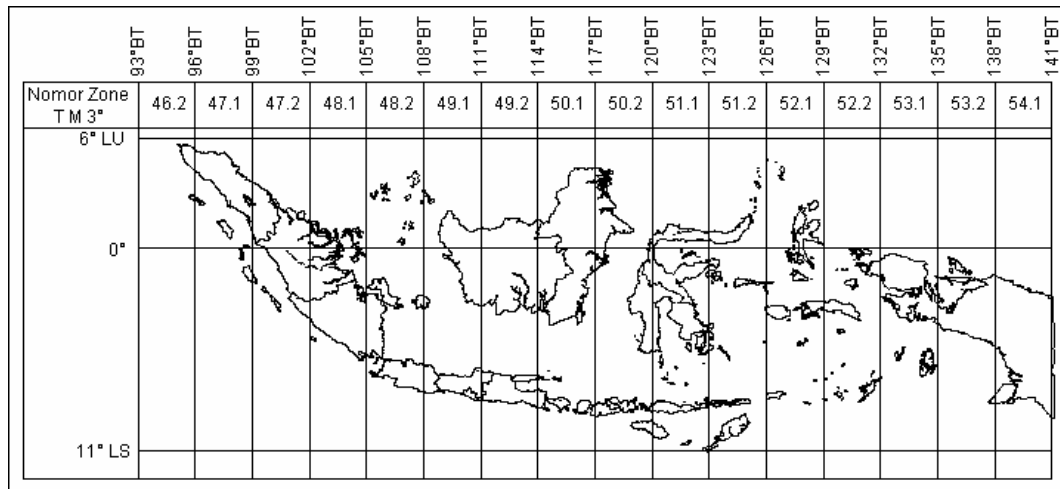 93°BT 96°BT 99°BT 102°BT 105°BT 108°BT 111°BT 114°BT 117°BT 120°BT 123°BT 126°BT 129°BT 132°BT 135°BT 138°BT 141°BT
Nomor Zone
T M 3°
46.2 47.1 47.2 48.1 48.2 49.1 49.2 50.1 50.2 51.1 51.2 52.1 52.2 53.1 53.2 54.1
6° LU
0°
11° LS